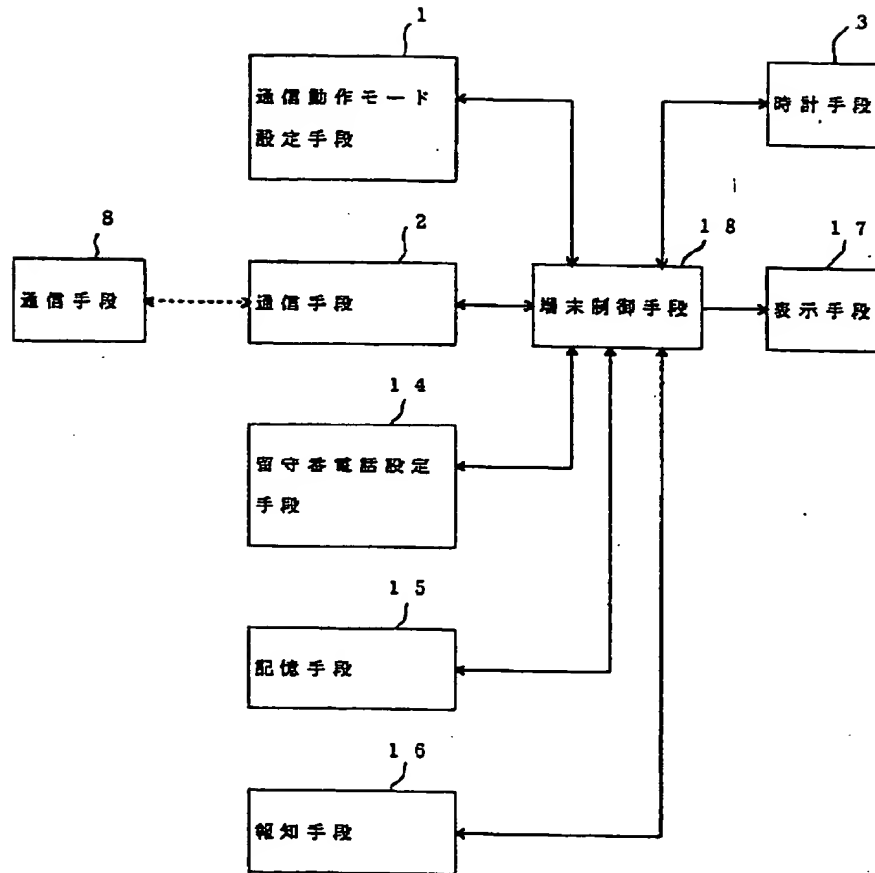 1
通信動作モード
設定手段
3
時計手段
8
通信手段
2
通信手段
18
端末制御手段
17
表示手段
14
留守番電話設定
手段
15
記憶手段
16
報知手段